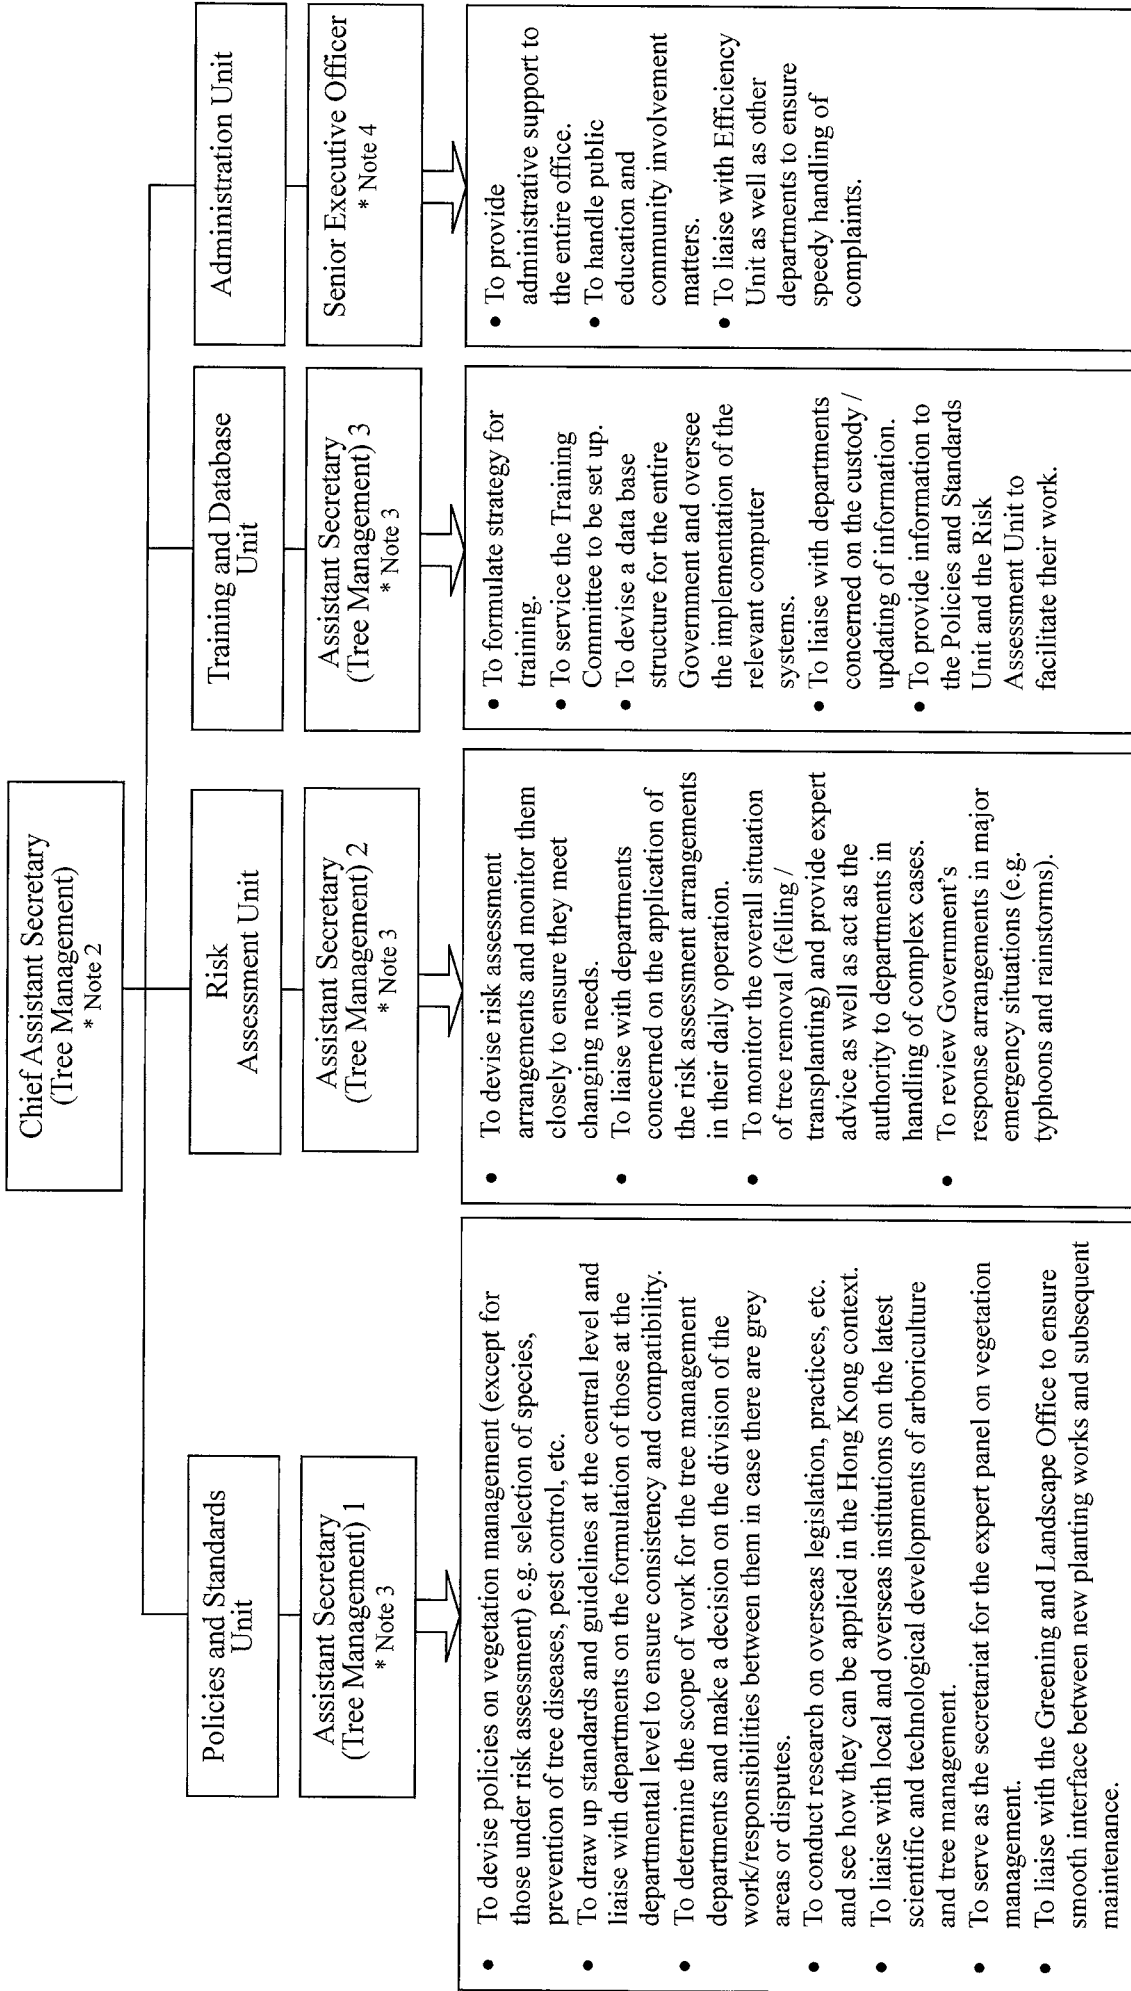 Chief Assistant Secretary
(Tree Management)
* Note 2
Policies and Standards
Unit
Assistant Secretary
(Tree Management) 1
* Note 3
• To devise policies on vegetation management (except for
those under risk assessment) e.g. selection of species,
prevention of tree diseases, pest control, etc.
• To draw up standards and guidelines at the central level and
liaise with departments on the formulation of those at the
departmental level to ensure consistency and compatibility.
• To determine the scope of work for the tree management
departments and make a decision on the division of the
work/responsibilities between them in case there are grey
areas or disputes.
• To conduct research on overseas legislation, practices, etc.
and see how they can be applied in the Hong Kong context.
• To liaise with local and overseas institutions on the latest
scientific and technological developments of arboriculture
and tree management.
• To serve as the secretariat for the expert panel on vegetation
management.
• To liaise with the Greening and Landscape Office to ensure
smooth interface between new planting works and subsequent
maintenance.
Risk
Assessment Unit
Assistant Secretary
(Tree Management) 2
* Note 3
• To devise risk assessment
arrangements and monitor them
closely to ensure they meet
changing needs.
• To liaise with departments
concerned on the application of
the risk assessment arrangements
in their daily operation.
• To monitor the overall situation
of tree removal (felling /
transplanting) and provide expert
advice as well as act as the
authority to departments in
handling of complex cases.
• To review Government's
response arrangements in major
emergency situations (e.g.
typhoons and rainstorms).
Training and Database
Unit
Assistant Secretary
(Tree Management) 3
* Note 3
• To formulate strategy for
training.
• To service the Training
Committee to be set up.
• To devise a data base
structure for the entire
Government and oversee
the implementation of the
relevant computer
systems.
• To liaise with departments
concerned on the custody /
updating of information.
• To provide information to
the Policies and Standards
Unit and the Risk
Assessment Unit to
facilitate their work.
Administration Unit
Senior Executive Officer
* Note 4
• To provide
administrative support to
the entire office.
• To handle public
education and
community involvement
matters.
• To liaise with Efficiency
Unit as well as other
departments to ensure
speedy handling of
complaints.